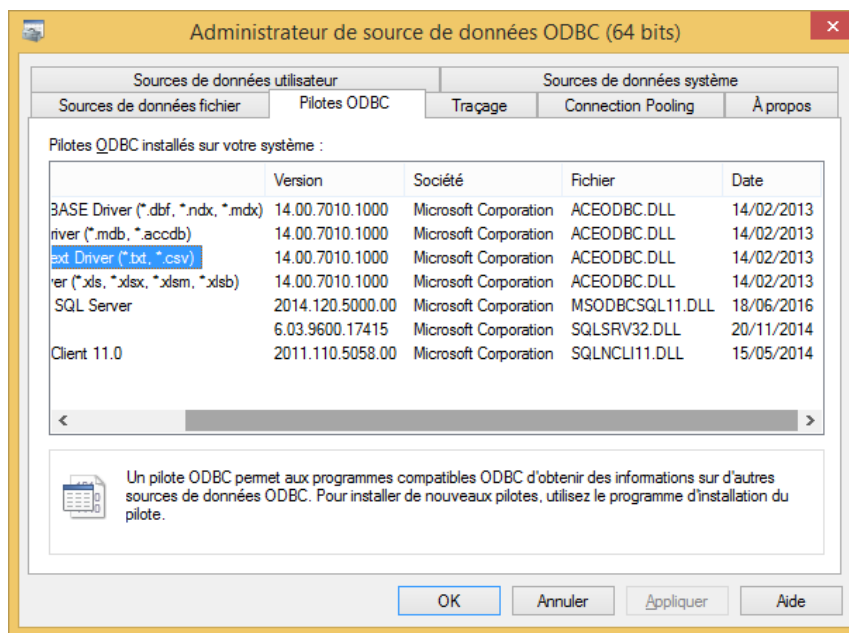 Administrateur de source de données ODBC (64 bits)
Sources de données utilisateur Sources de données système
Sources de données fichier Pilotes ODBC Traçage Connection Pooling À propos
Pilotes ODBC installés sur votre système :
Version Société Fichier Date
BASE Driver (*.dbf, *.ndx, *.mdx) 14.00.7010.1000 Microsoft Corporation ACEODBC.DLL 14/02/2013
river (*.mdb, *.accdb) 14.00.7010.1000 Microsoft Corporation ACEODBC.DLL 14/02/2013
ext Driver (*.txt, *.csv) 14.00.7010.1000 Microsoft Corporation ACEODBC.DLL 14/02/2013
er (*.xls, *.xlsx, *.xlsm, *.xlsb) 14.00.7010.1000 Microsoft Corporation ACEODBC.DLL 14/02/2013
SQL Server 2014.120.5000.00 Microsoft Corporation MSODBCSQL11.DLL 18/06/2016
6.03.9600.17415 Microsoft Corporation SQLSRV32.DLL 20/11/2014
Client 11.0 2011.110.5058.00 Microsoft Corporation SQLNCLI11.DLL 15/05/2014
Un pilote ODBC permet aux programmes compatibles ODBC d'obtenir des informations sur d'autres
sources de données ODBC. Pour installer de nouveaux pilotes, utilisez le programme d'installation du
pilote.
OK Annuler Appliquer Aide